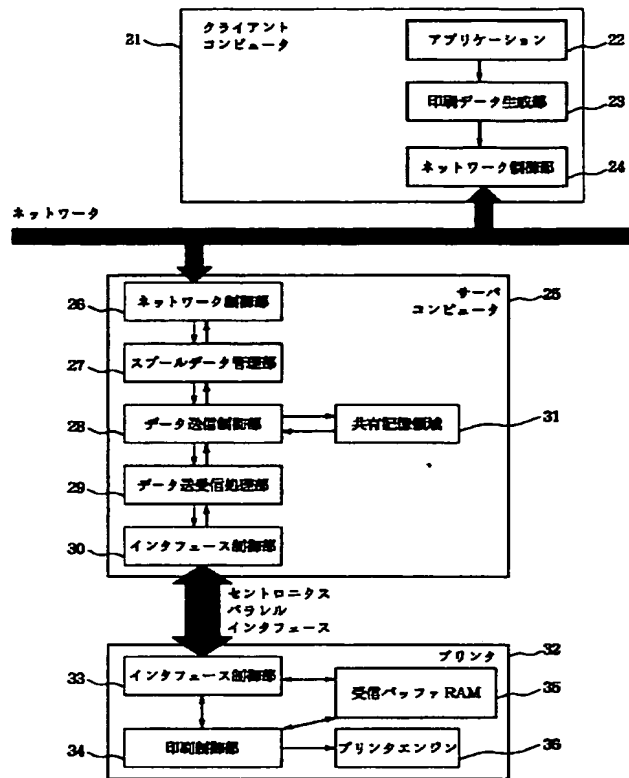 21
クライアント
コンピュータ
アプリケーション
22
印刷データ生成部
23
ネットワーク制御部
24
ネットワーク
25
サーバ
コンピュータ
26
ネットワーク制御部
27
スプールデータ管理部
28
データ送信制御部
共有記憶領域
31
29
データ送受信処理部
30
インタフェース制御部
セントロニクス
パラレル
インタフェース
プリンタ
32
33
インタフェース制御部
受信バッファRAM
35
34
印刷制御部
プリンタエンジン
36